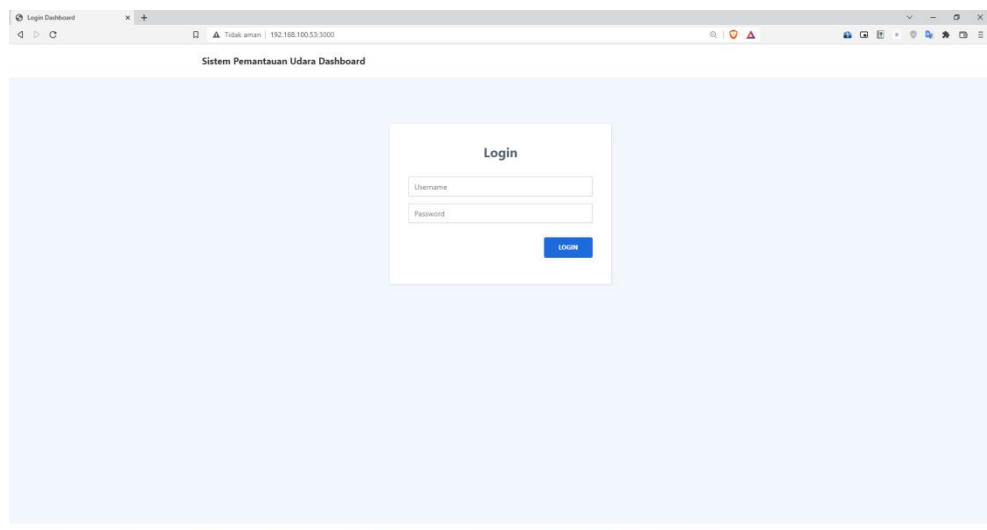 Login Dashboard
Tidak aman | 192.168.100.53:3000
Sistem Pemantauan Udara Dashboard
Login
Username
Password
LOGIN